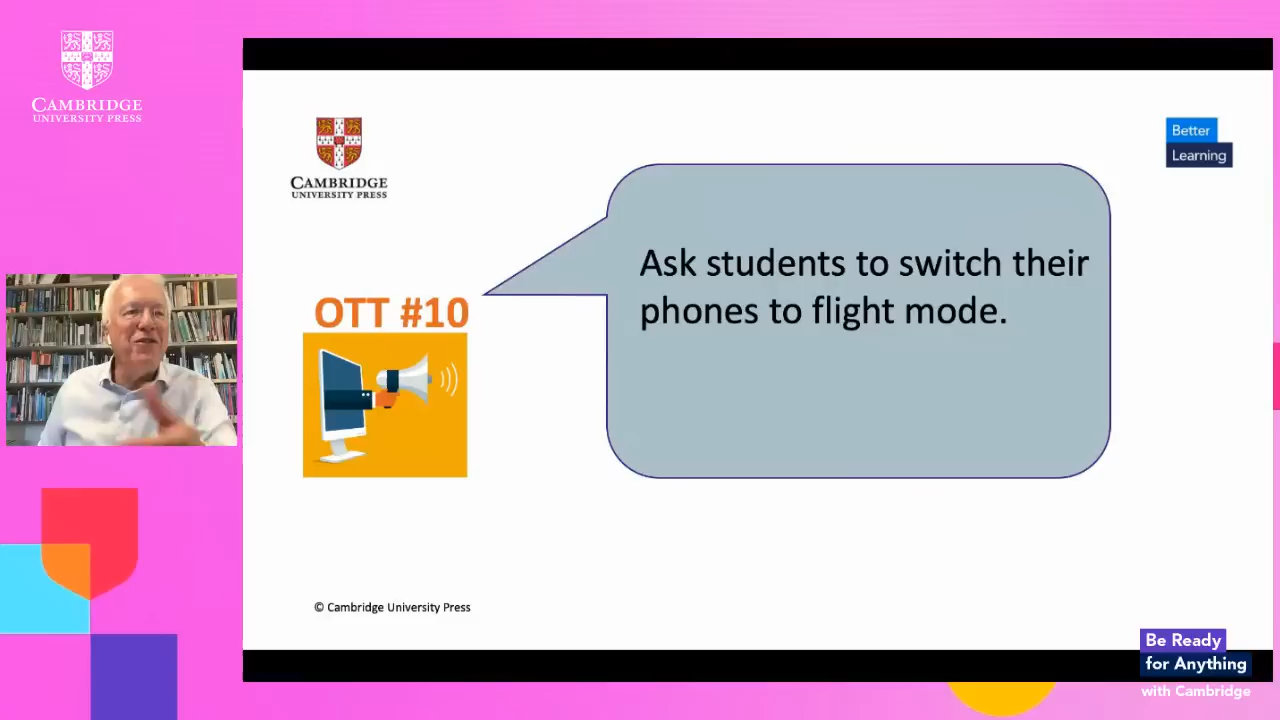 CAMBRIDGE
UNIVERSITY PRESS
CAMBRIDGE
UNIVERSITY PRESS
Better
Learning
Ask students to switch their
phones to flight mode.
OTT #10
© Cambridge University Press
Be Ready
for Anything
with Cambridge